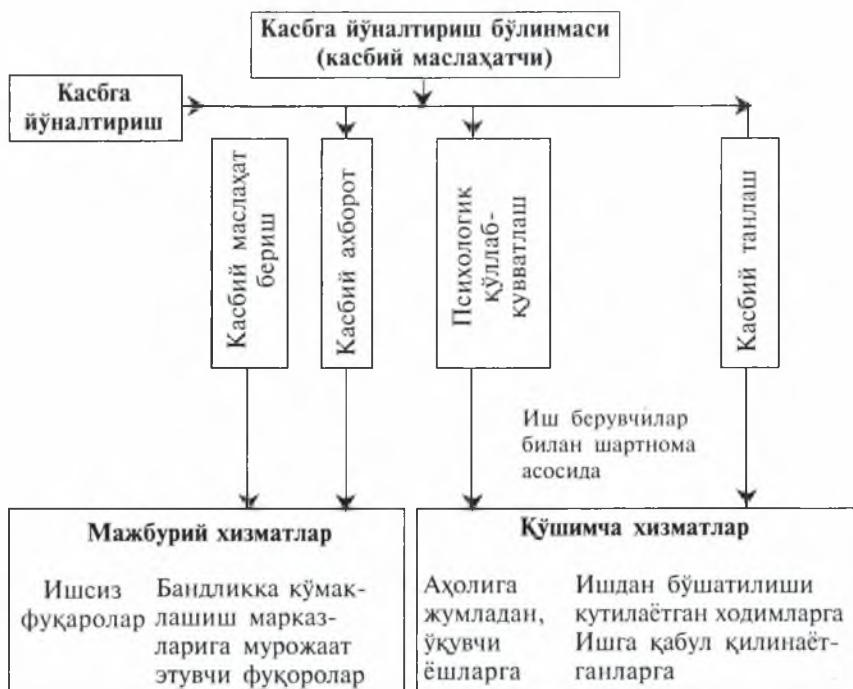 Касбга йўналтириш бўлинмаси
(касбий маслаҳатчи)
Касбга
йўналтириш
Касбий маслаҳат
бериш
Касбий ахборот
Психологик
қўллаб-
қувватлаш
Касбий танлаш
Иш берувчилар
билан шартнома
асосида
Мажбурий хизматлар
Ишсиз
фуқаролар
Бандликка кўмак-
лашиш марказ-
ларига мурожаат
этувчи фуқоролар
Қўшимча хизматлар
Аҳолига
жумладан,
ўқувчи
ёшларга
Ишдан бўшатилиши
кутилаётган ходимларга
Ишга қабул қилинаёт-
ганларга